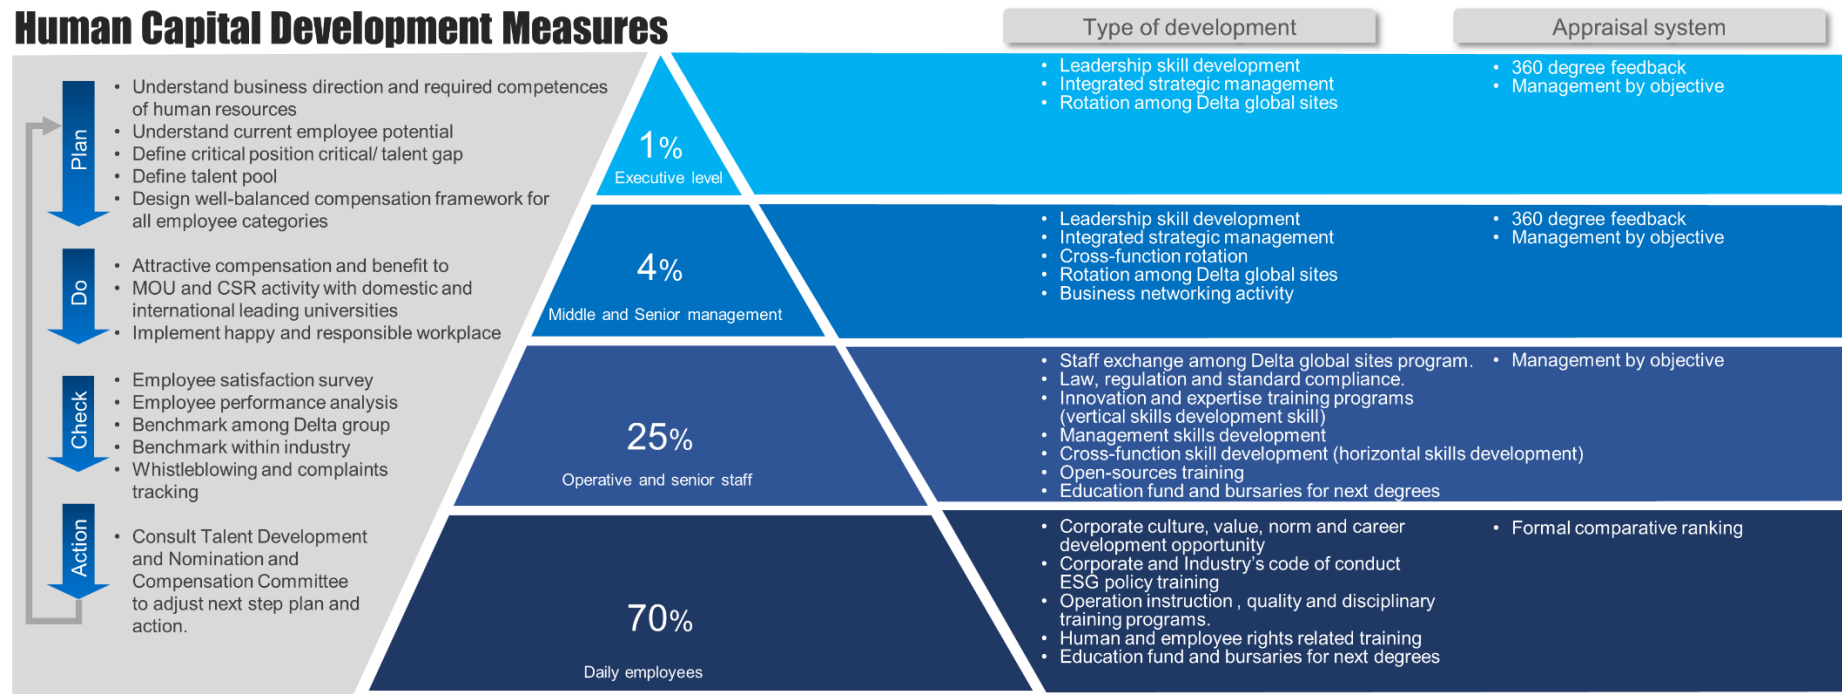 Human Capital Development Measures
Type of development
Appraisal system
Plan
• Understand business direction and required competences
of human resources
• Understand current employee potential
• Define critical position critical/ talent gap
• Define talent pool
• Design well-balanced compensation framework for
all employee categories
Do
• Attractive compensation and benefit to
• MOU and CSR activity with domestic and
international leading universities
• Implement happy and responsible workplace
Check
• Employee satisfaction survey
• Employee performance analysis
• Benchmark among Delta group
• Benchmark within industry
• Whistleblowing and complaints
tracking
Action
• Consult Talent Development
and Nomination and
Compensation Committee
to adjust next step plan and
action.
1%
Executive level
• Leadership skill development
• Integrated strategic management
• Rotation among Delta global sites
• 360 degree feedback
• Management by objective
4%
Middle and Senior management
• Leadership skill development
• Integrated strategic management
• Cross-function rotation
• Rotation among Delta global sites
• Business networking activity
• 360 degree feedback
• Management by objective
25%
Operative and senior staff
• Staff exchange among Delta global sites program.
• Law, regulation and standard compliance.
• Innovation and expertise training programs
(vertical skills development skill)
• Management skills development
• Cross-function skill development (horizontal skills development)
• Open-sources training
• Education fund and bursaries for next degrees
• Management by objective
70%
Daily employees
• Corporate culture, value, norm and career
development opportunity
• Corporate and Industry's code of conduct
ESG policy training
• Operation instruction , quality and disciplinary
training programs.
• Human and employee rights related training
• Education fund and bursaries for next degrees
• Formal comparative ranking